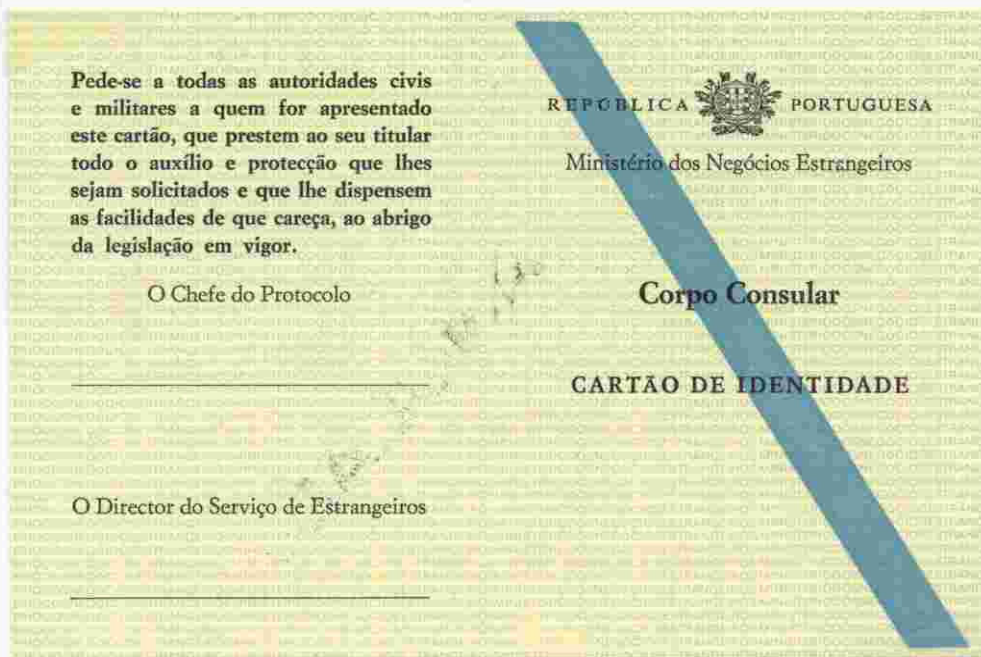 Pede-se a todas as autoridades civis
e militares a quem for apresentado
este cartão, que prestem ao seu titular
todo o auxílio e protecção que lhes
sejam solicitados e que lhe dispensem
as facilidades de que careça, ao abrigo
da legislação em vigor.
O Chefe do Protocolo
O Director do Serviço de Estrangeiros
REPÚBLICA PORTUGUESA
Ministério dos Negócios Estrangeiros
Corpo Consular
CARTÃO DE IDENTIDADE